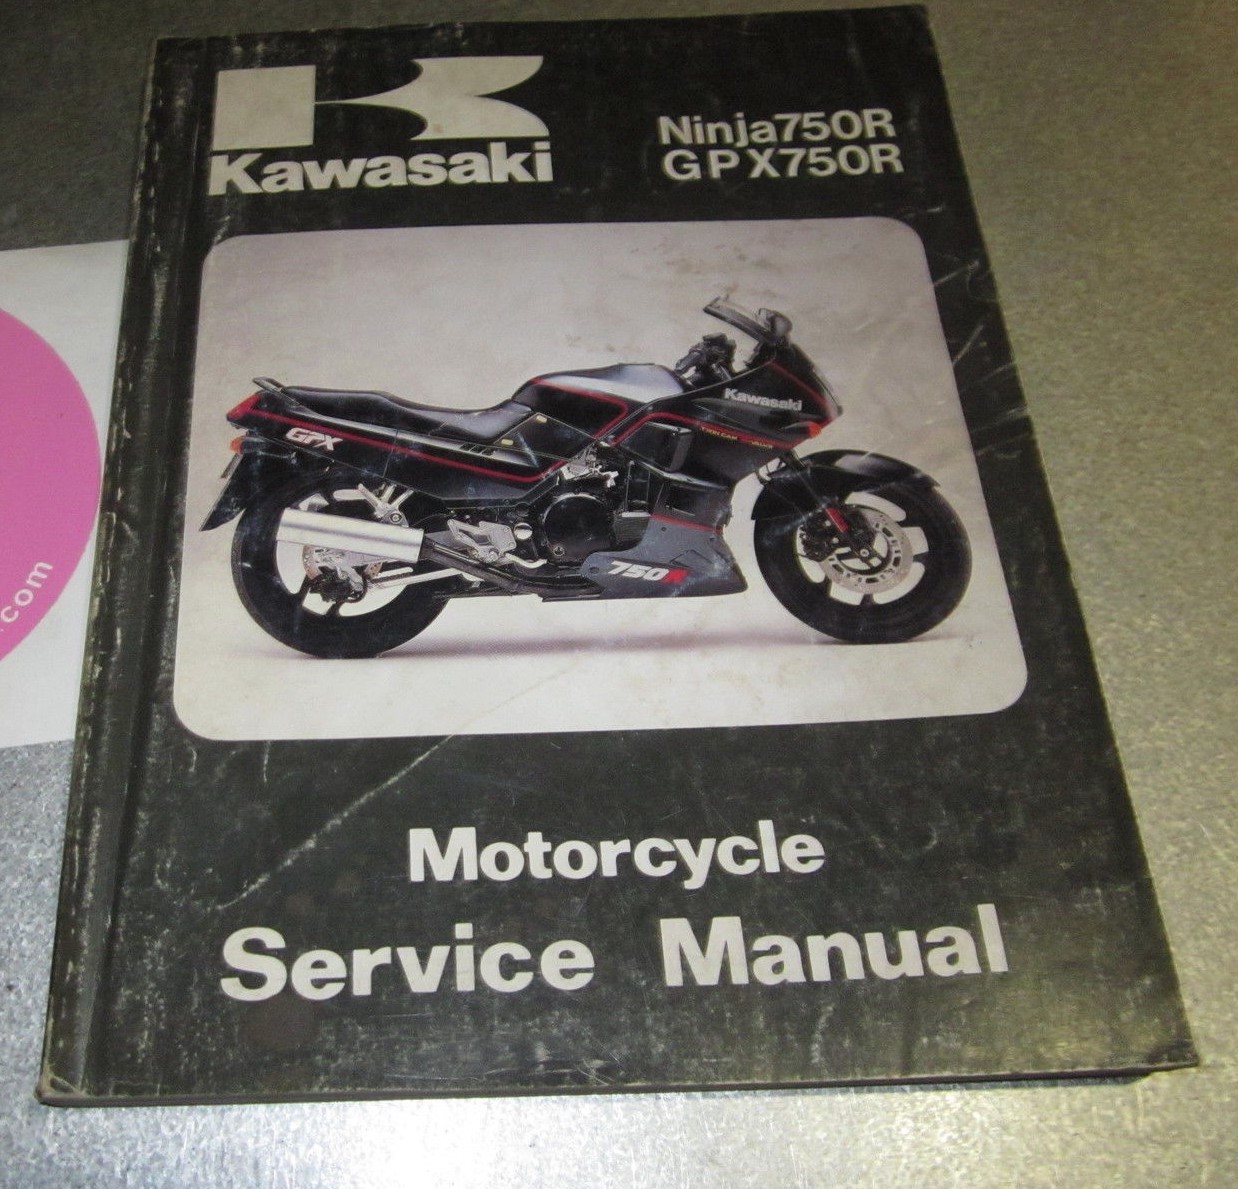 Kawasaki
Ninja750R
GPX750R
Kawasaki
GPX
750R
Motorcycle
Service Manual
.com